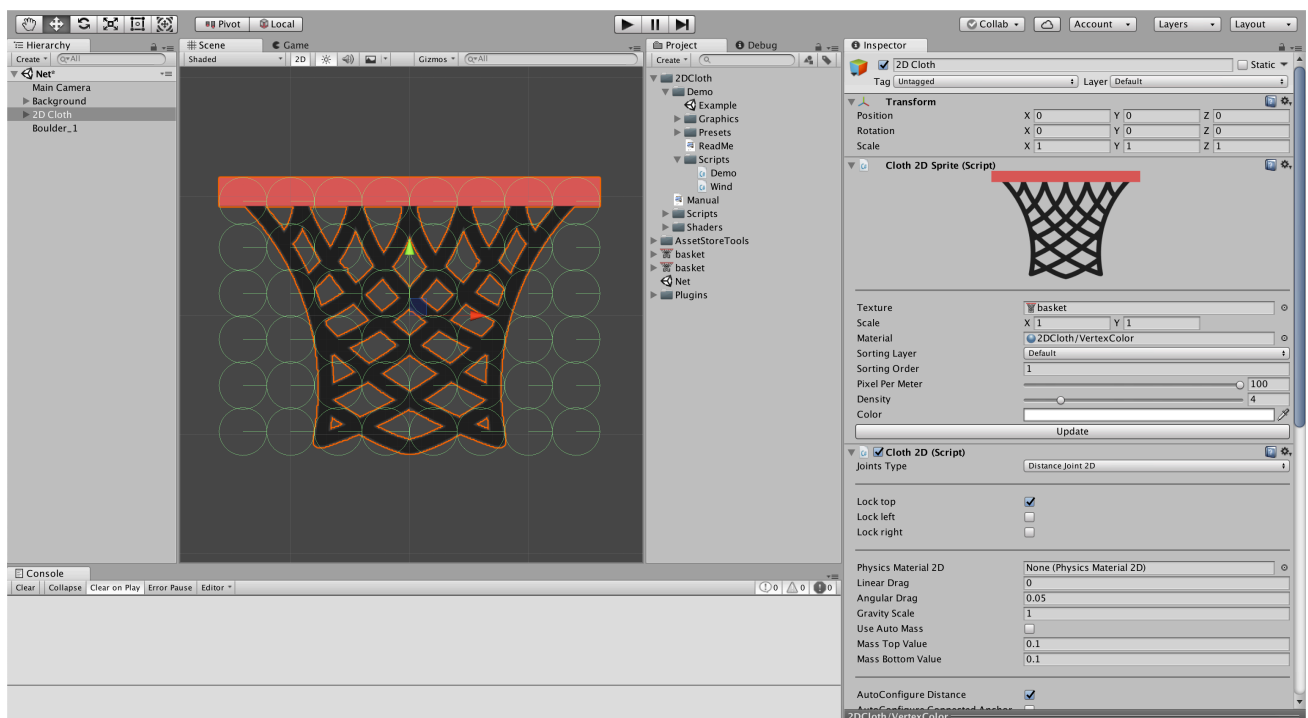 Pivot Local Collab Account Layers Layout
Hierarchy
Create All
Net*
Main Camera
Background
2D Cloth
Boulder_1
Scene Game
Shaded 2D Gizmos All
Project Debug
Create
2DCloth
Demo
Example
Graphics
Presets
ReadMe
Scripts
Demo
Wind
Manual
Scripts
Shaders
AssetStoreTools
basket
basket
Net
Plugins
Console
Clear Collapse Clear on Play Error Pause Editor 0 0 0
Inspector
2D Cloth Static
Tag Untagged Layer Default
Transform
Position X 0 Y 0 Z 0
Rotation X 0 Y 0 Z 0
Scale X 1 Y 1 Z 1
Cloth 2D Sprite (Script)
Texture basket
Scale X 1 Y 1
Material 2DCloth/VertexColor
Sorting Layer Default
Sorting Order 1
Pixel Per Meter 100
Density 4
Color
Update
Cloth 2D (Script)
Joints Type Distance Joint 2D
Lock top
Lock left
Lock right
Physics Material 2D None (Physics Material 2D)
Linear Drag 0
Angular Drag 0.05
Gravity Scale 1
Use Auto Mass
Mass Top Value 0.1
Mass Bottom Value 0.1
AutoConfigure Distance
AutoConfigure Connected Anchor
2DCloth/VertexColor